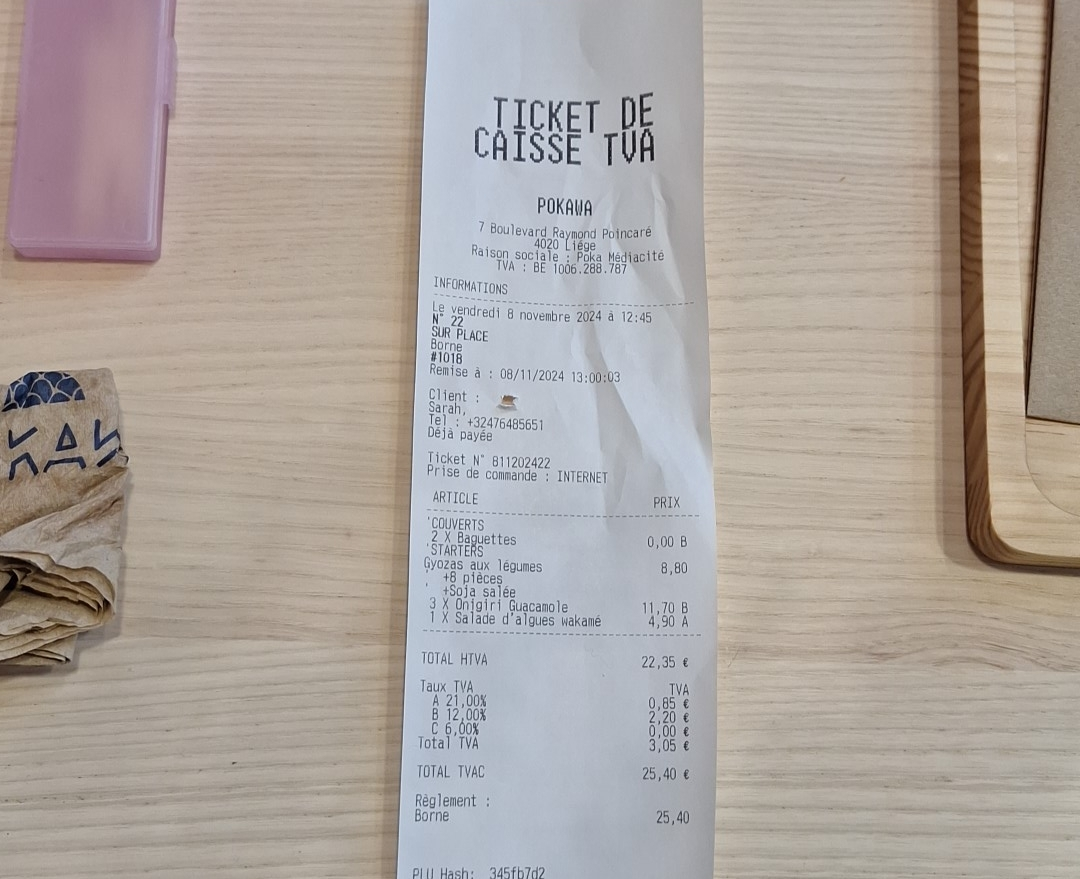 TICKET DE
CAISSE TVA
POKAWA
7 Boulevard Raymond Poincaré
4020 Liége
Raison sociale : Poka Médiacité
TVA : BE 1006.288.787
INFORMATIONS
Le vendredi 8 novembre 2024 à 12:45
N° 22
SUR PLACE
Borne
#1018
Remise à : 08/11/2024 13:00:03
Client :
Sarah,
Tel : +32476485651
Déjà payée
Ticket N° 811202422
Prise de commande : INTERNET
ARTICLE PRIX
'COUVERTS
2 X Baguettes 0,00 B
'STARTERS
Gyozas aux légumes 8,80
' +8 pièces
' +Soja salée
3 X Onigiri Guacamole 11,70 B
1 X Salade d'algues wakamé 4,90 A
TOTAL HTVA 22,35 €
Taux TVA TVA
A 21,00% 0,85 €
B 12,00% 2,20 €
C 6,00% 0,00 €
Total TVA 3,05 €
TOTAL TVAC 25,40 €
Règlement :
Borne 25,40
PLU Hash: 345fb7d2